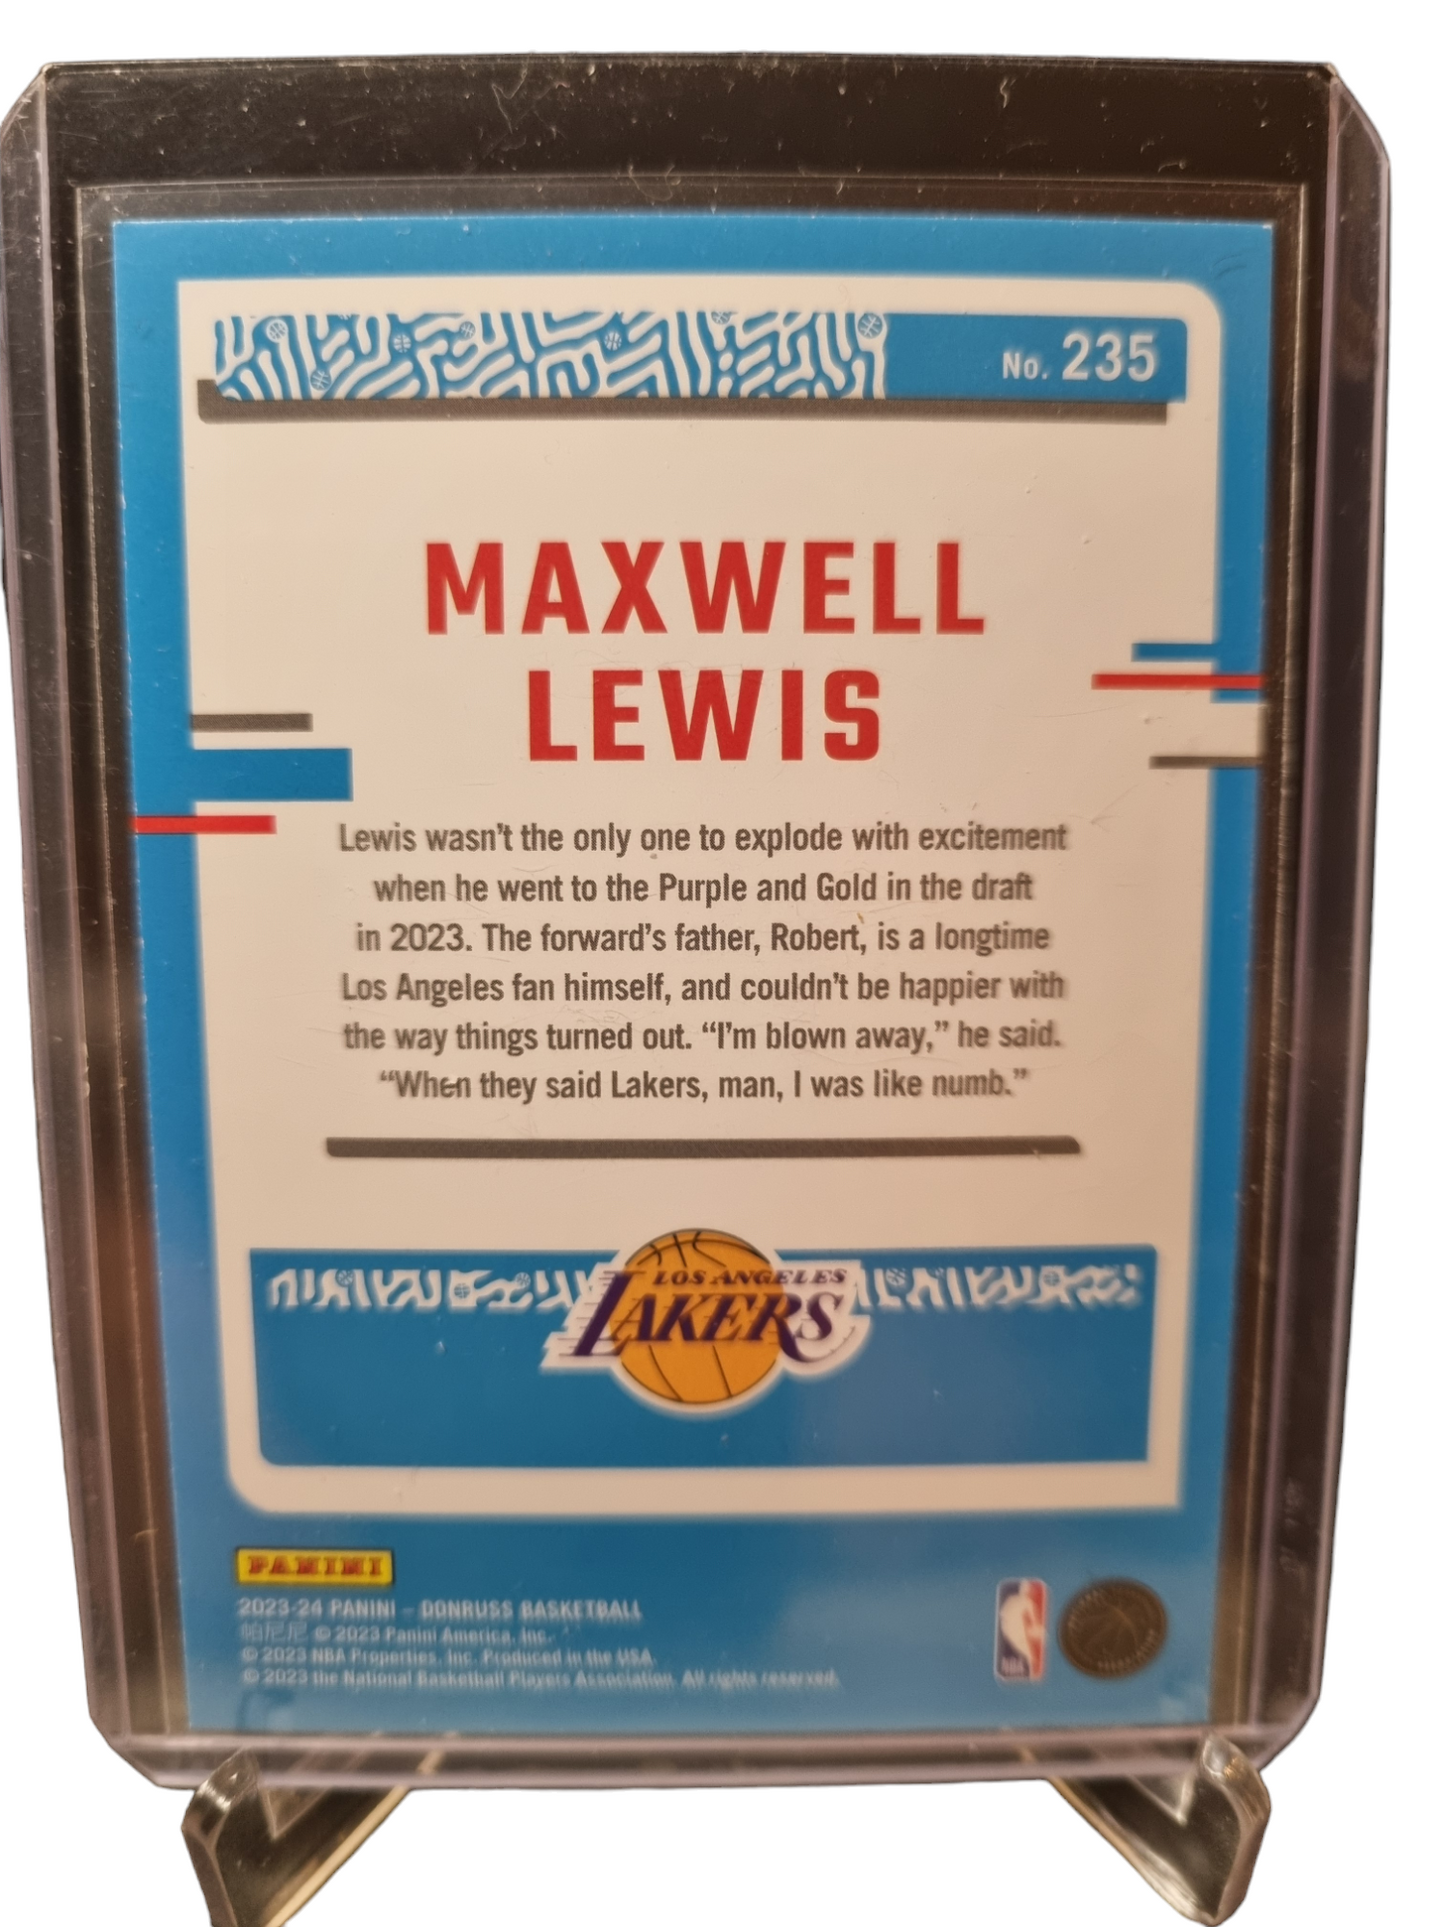 No. 235
MAXWELL
LEWIS
Lewis wasn't the only one to explode with excitement
when he went to the Purple and Gold in the draft
in 2023. The forward's father, Robert, is a longtime
Los Angeles fan himself, and couldn't be happier with
the way things turned out. “I'm blown away,” he said.
“When they said Lakers, man, I was like numb.”
LOS ANGELES
LAKERS
PANINI
2023-24 PANINI – DONRUSS BASKETBALL
帕尼尼 © 2023 Panini America, Inc.
© 2023 NBA Properties, Inc. Produced in the USA.
© 2023 the National Basketball Players Association. All rights reserved.
NBA